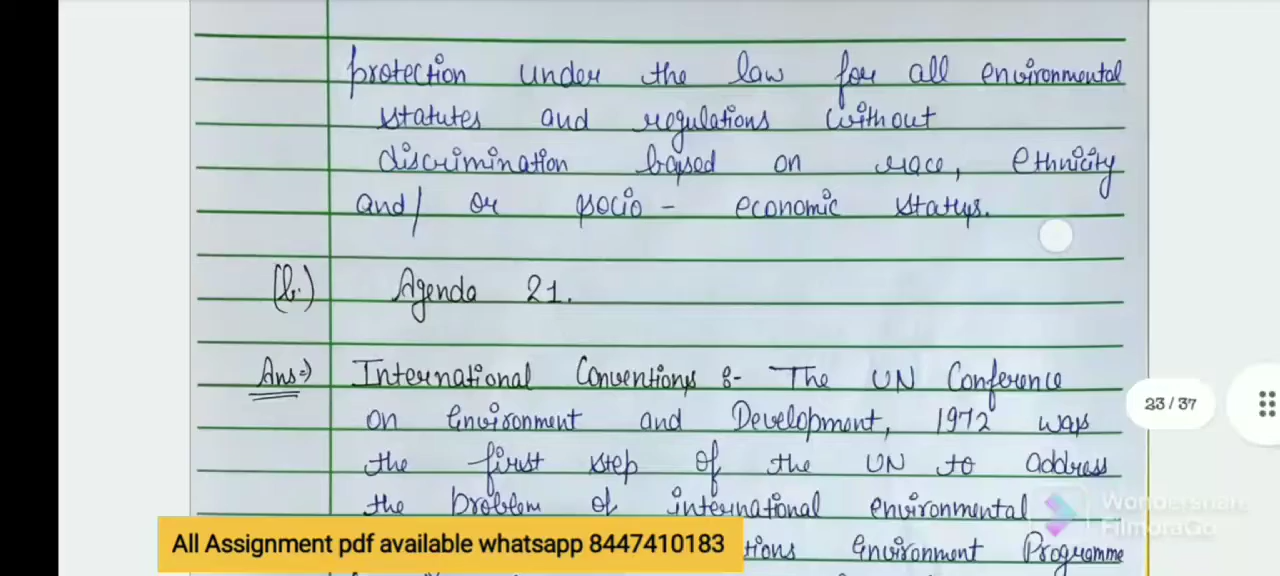 protection under the law for all environmental
statutes and regulations without
discrimination based on race, ethnicity
and/ or socio - economic status.
(b.) Agenda 21.
Ans⇒ International Conventions :- The UN Conference
on Environment and Development, 1972 was
23 / 37
the first step of the UN to address
the problem of international environmental
Wondershare
FilmoraGo
All Assignment pdf available whatsapp 8447410183
tions Environment Programme